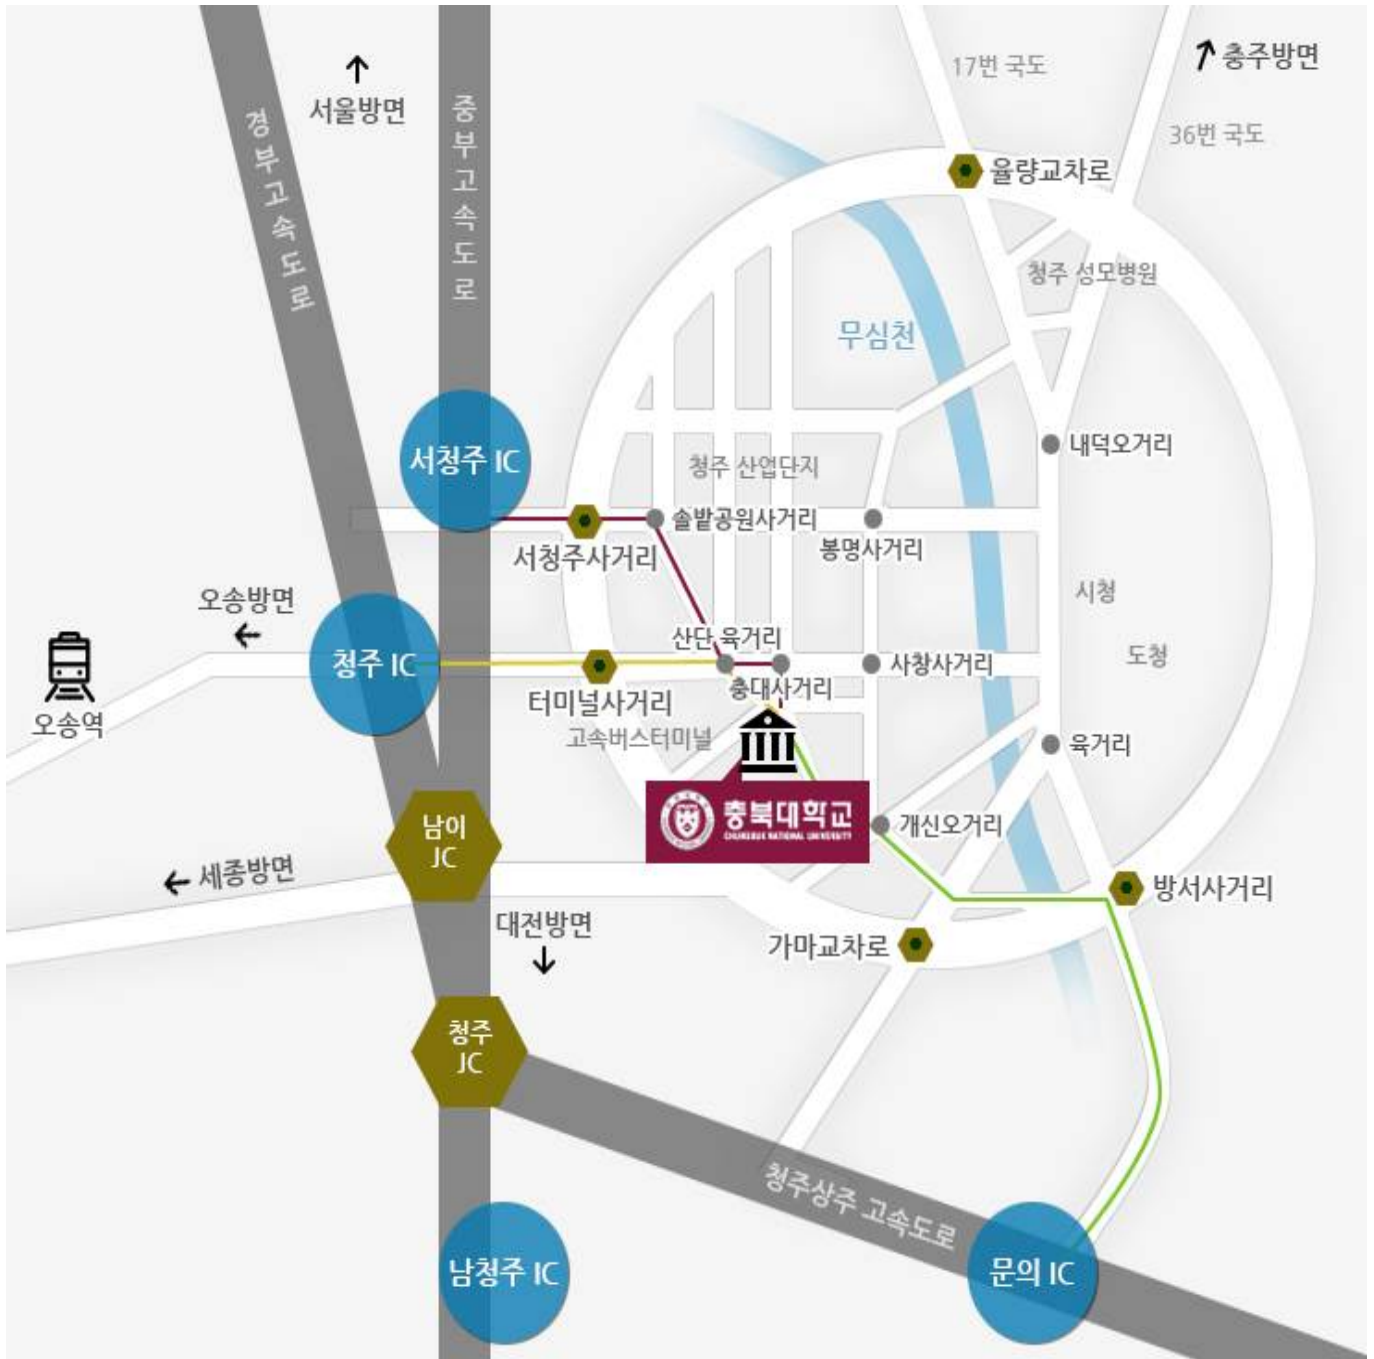 17번 국도
충주방면
서울방면
중부고속도로
경부고속도로
36번 국도
율량교차로
청주 성모병원
무심천
내덕오거리
서청주 IC
청주 산업단지
솔밭공원사거리
봉명사거리
서청주사거리
시청
오송방면
산단 육거리
도청
청주 IC
사창사거리
충대사거리
터미널사거리
오송역
고속버스터미널
육거리
충북대학교
CHUNGBUK NATIONAL UNIVERSITY
개신오거리
남이
JC
세종방면
방서사거리
대전방면
가마교차로
청주
JC
청주상주 고속도로
남청주 IC
문의 IC